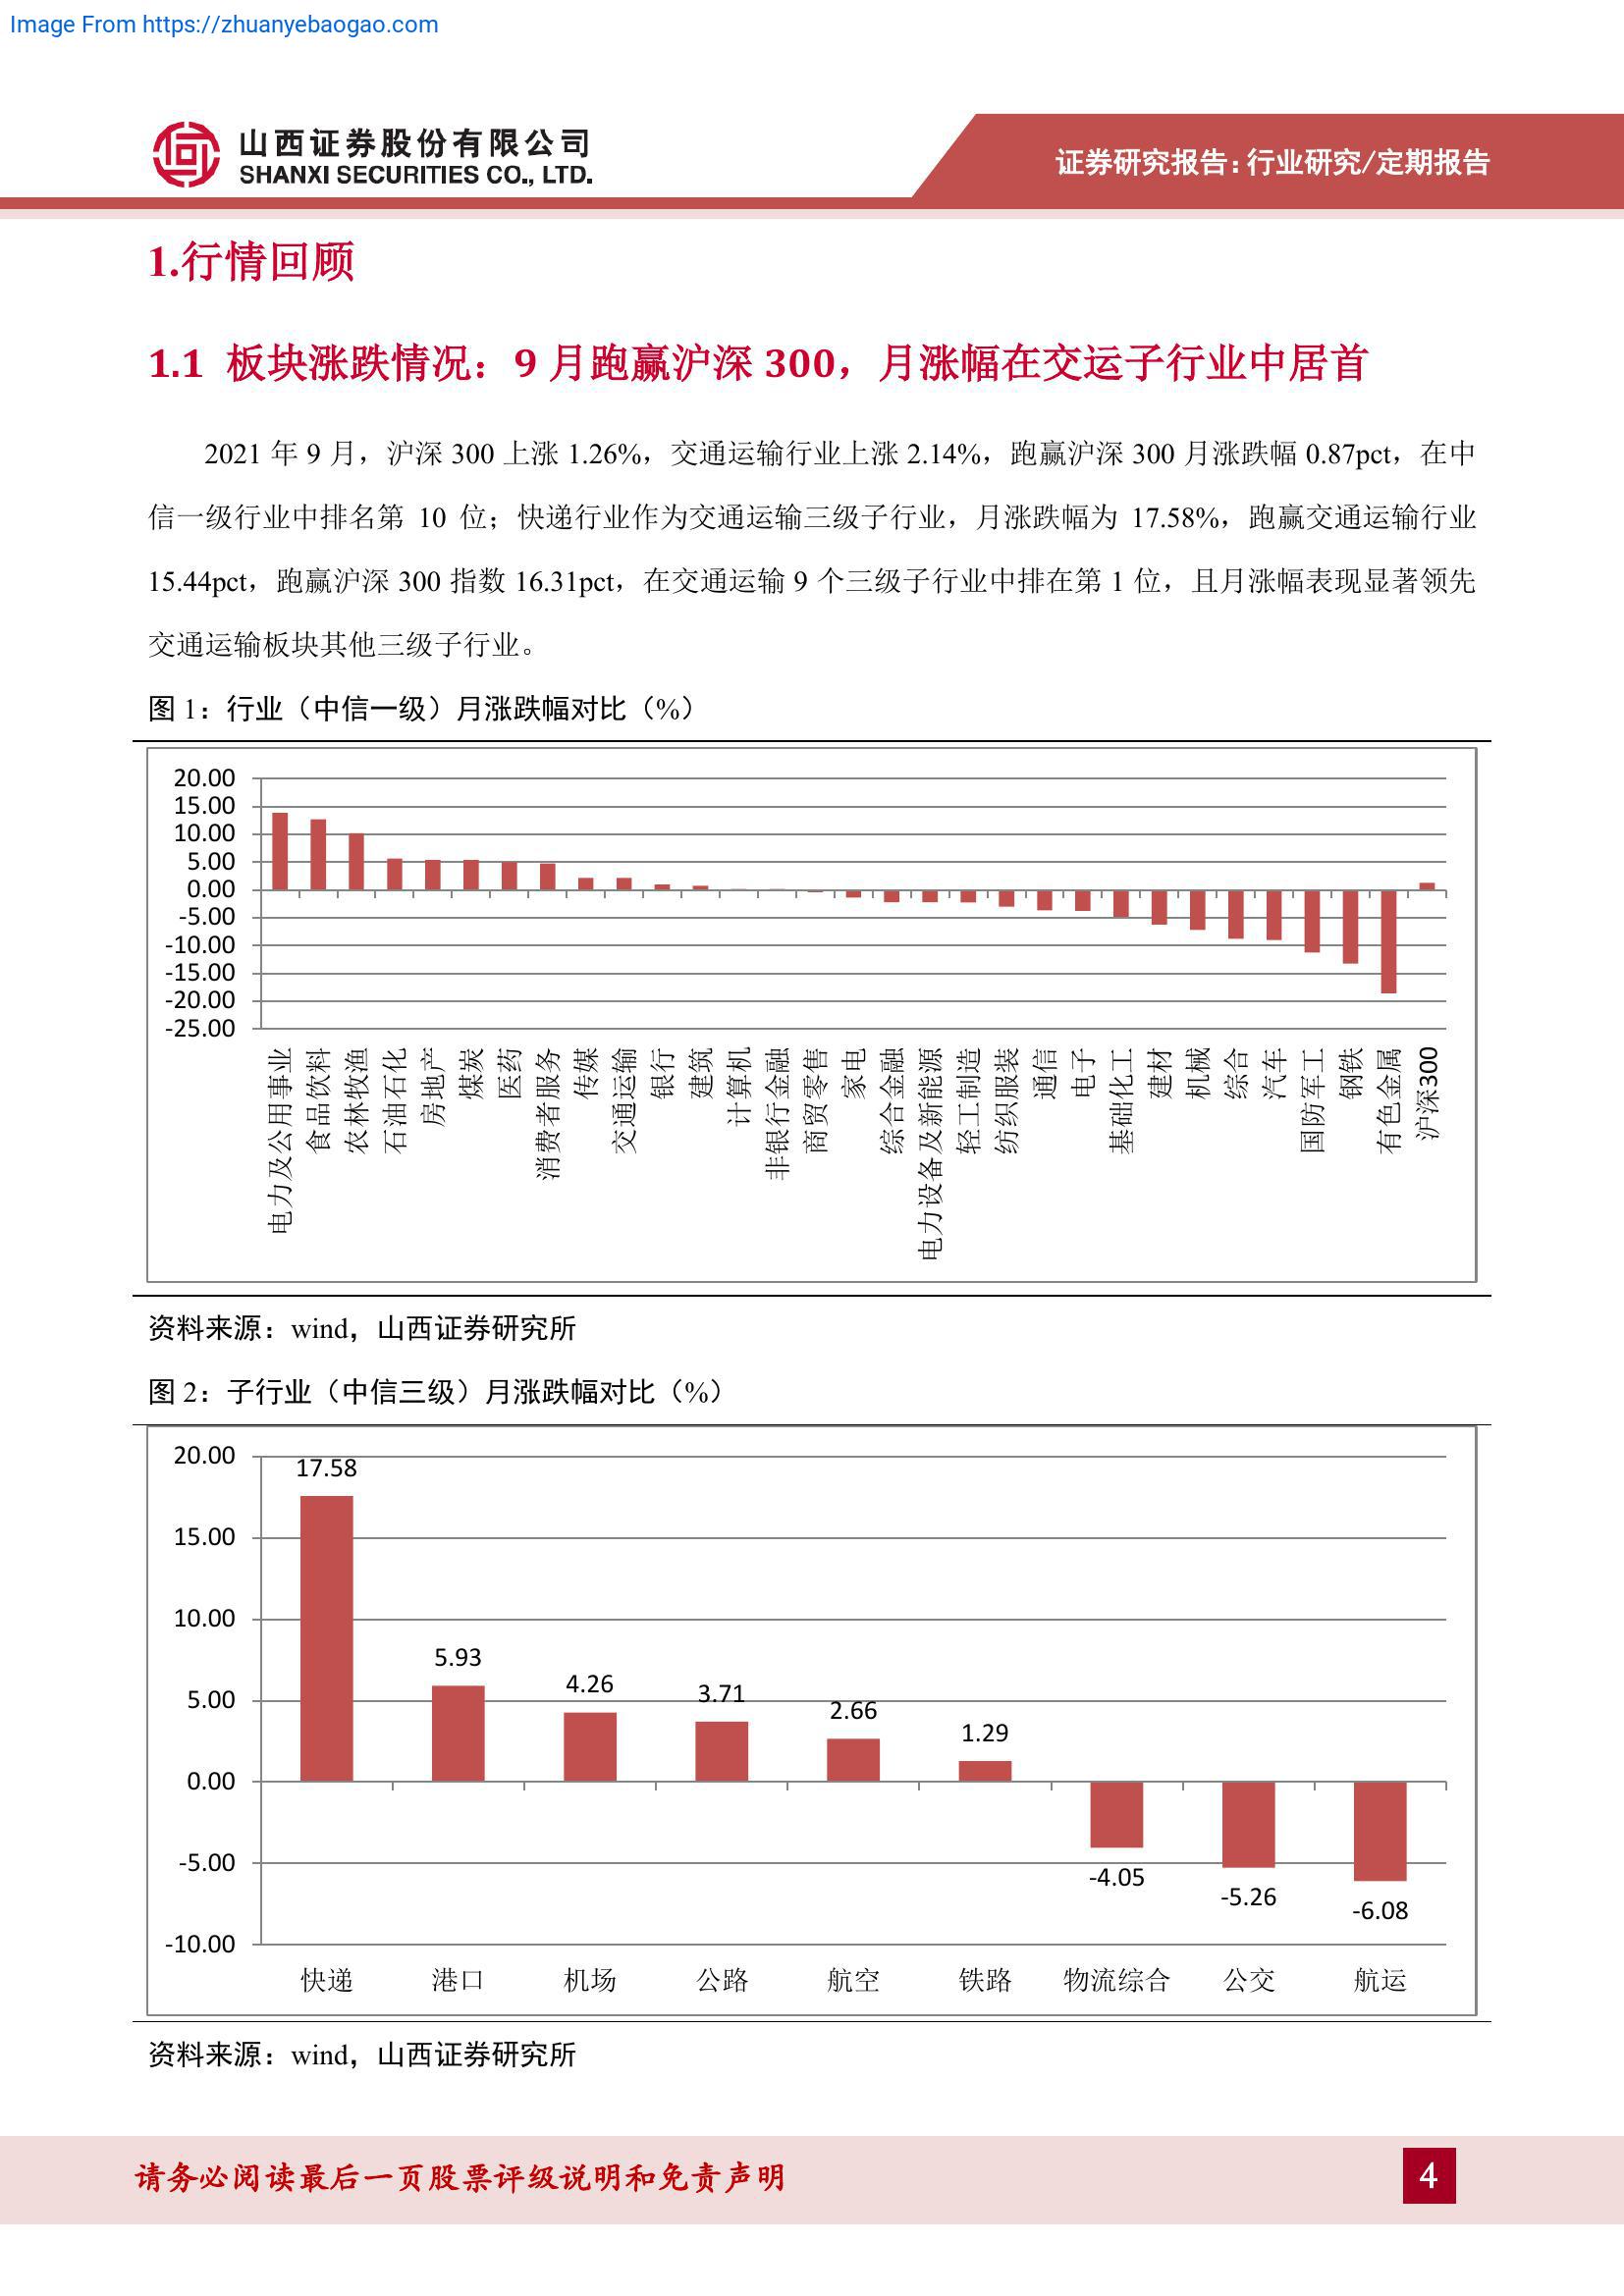 Image From https://zhuanyebaogao.com
山西证券股份有限公司
SHANXI SECURITIES CO., LTD.
证券研究报告:行业研究/定期报告
1.行情回顾
1.1 板块涨跌情况：9 月跑赢沪深 300，月涨幅在交运子行业中居首
2021 年 9 月，沪深 300 上涨 1.26%，交通运输行业上涨 2.14%，跑赢沪深 300 月涨跌幅 0.87pct，在中
信一级行业中排名第 10 位；快递行业作为交通运输三级子行业，月涨跌幅为 17.58%，跑赢交通运输行业
15.44pct，跑赢沪深 300 指数 16.31pct，在交通运输 9 个三级子行业中排在第 1 位，且月涨幅表现显著领先
交通运输板块其他三级子行业。
图 1：行业（中信一级）月涨跌幅对比（%）
20.00
15.00
10.00
5.00
0.00
-5.00
-10.00
-15.00
-20.00
-25.00
电力及公用事业
食品饮料
农林牧渔
石油石化
房地产
煤炭
医药
消费者服务
传媒
交通运输
银行
建筑
计算机
非银行金融
商贸零售
家电
综合金融
电力设备及新能源
轻工制造
纺织服装
通信
电子
基础化工
建材
机械
综合
汽车
国防军工
钢铁
有色金属
沪深300
资料来源：wind，山西证券研究所
图 2：子行业（中信三级）月涨跌幅对比（%）
20.00
15.00
10.00
5.00
0.00
-5.00
-10.00
17.58
5.93
4.26
3.71
2.66
1.29
-4.05
-5.26
-6.08
快递
港口
机场
公路
航空
铁路
物流综合
公交
航运
资料来源：wind，山西证券研究所
请务必阅读最后一页股票评级说明和免责声明
4